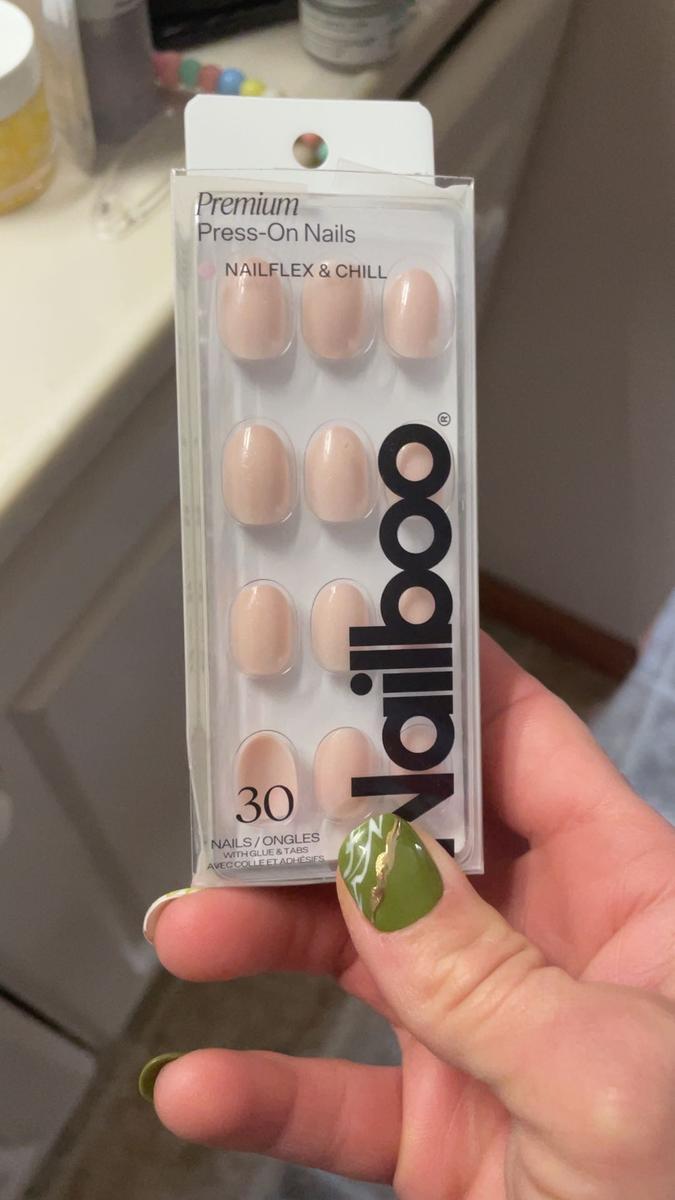 Premium
Press-On Nails
NAILFLEX & CHILL
Nailboo®
30
NAILS / ONGLES
WITH GLUE & TABS
AVEC COLLE ET ADHÉSIFS